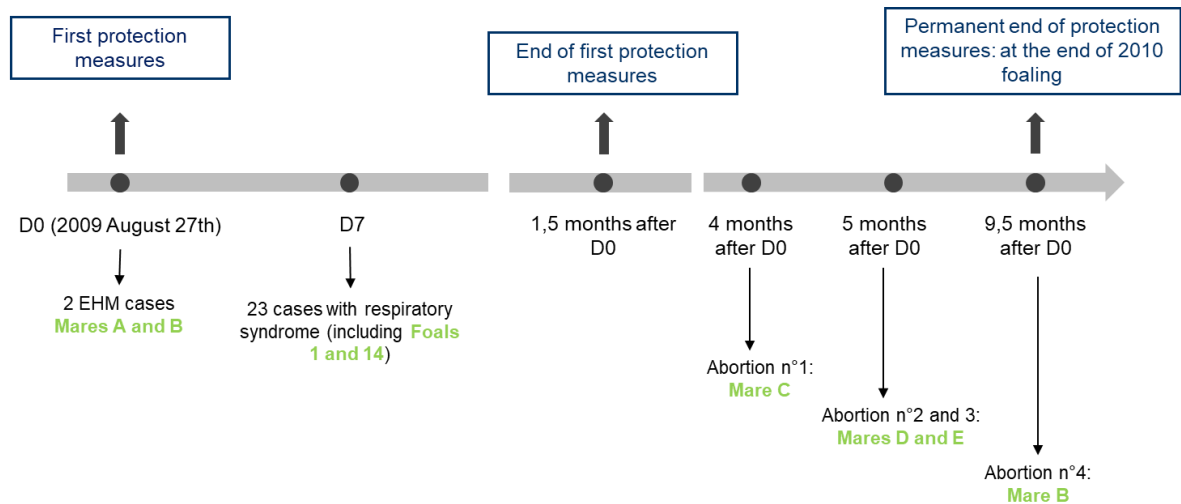 First protection
measures
End of first protection
measures
Permanent end of protection
measures: at the end of 2010
foaling
D0 (2009 August 27th)
D7
1,5 months after
D0
4 months
after D0
5 months
after D0
9,5 months
after D0
2 EHM cases
Mares A and B
23 cases with respiratory
syndrome (including Foals
1 and 14)
Abortion n°1:
Mare C
Abortion n°2 and 3:
Mares D and E
Abortion n°4:
Mare B